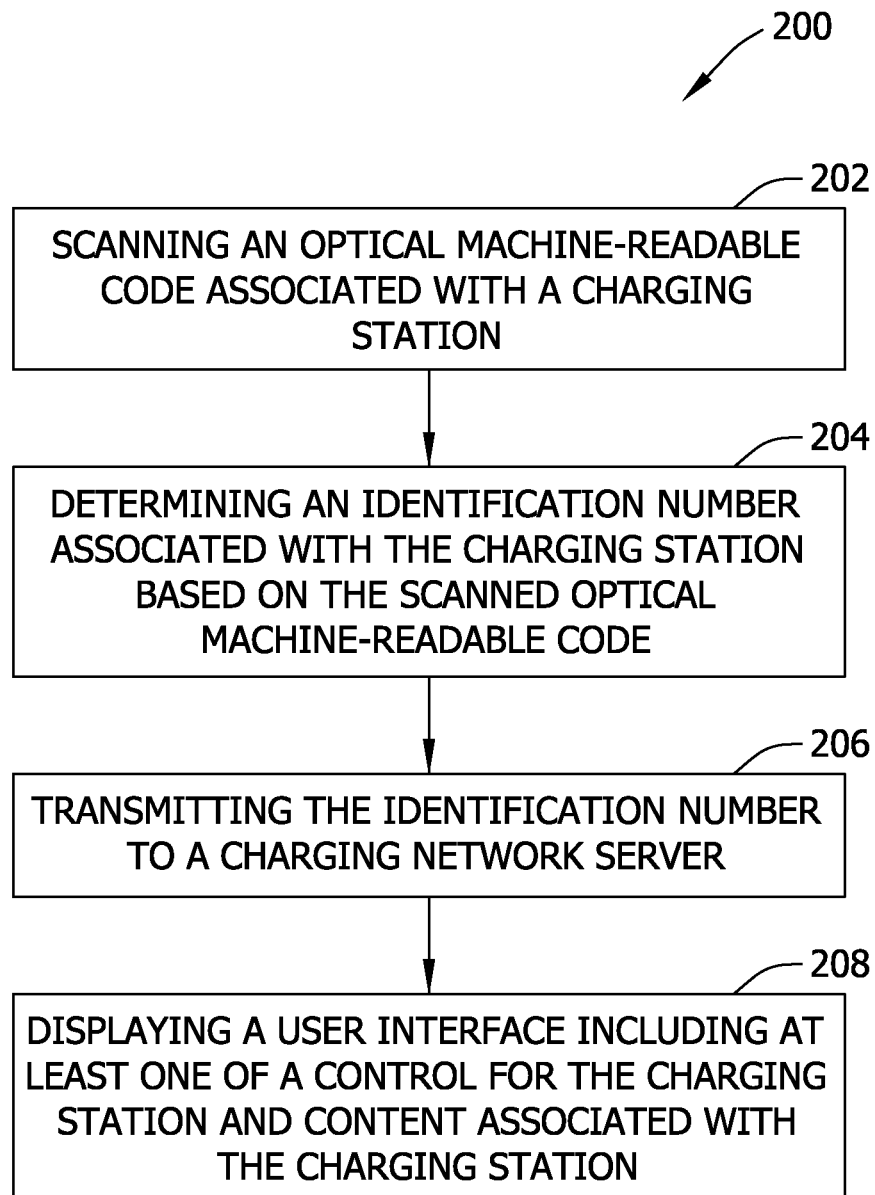 200
202
SCANNING AN OPTICAL MACHINE-READABLE
CODE ASSOCIATED WITH A CHARGING
STATION
204
DETERMINING AN IDENTIFICATION NUMBER
ASSOCIATED WITH THE CHARGING STATION
BASED ON THE SCANNED OPTICAL
MACHINE-READABLE CODE
206
TRANSMITTING THE IDENTIFICATION NUMBER
TO A CHARGING NETWORK SERVER
208
DISPLAYING A USER INTERFACE INCLUDING AT
LEAST ONE OF A CONTROL FOR THE CHARGING
STATION AND CONTENT ASSOCIATED WITH
THE CHARGING STATION